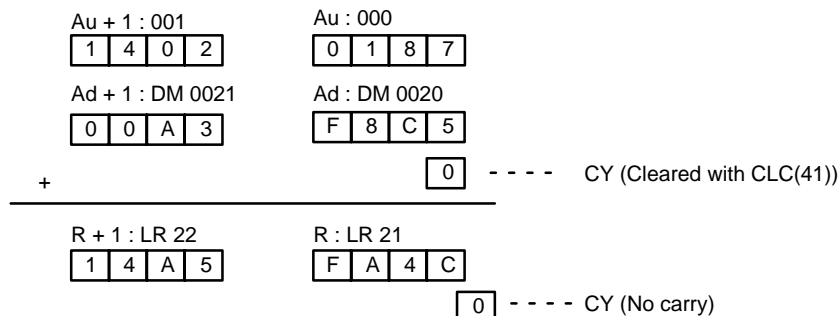 Au + 1 : 001 Au : 000
1 4 0 2 0 1 8 7
Ad + 1 : DM 0021 Ad : DM 0020
0 0 A 3 F 8 C 5
+ 0 - - - - CY (Cleared with CLC(41))
R + 1 : LR 22 R : LR 21
1 4 A 5 F A 4 C
0 - - - - CY (No carry)